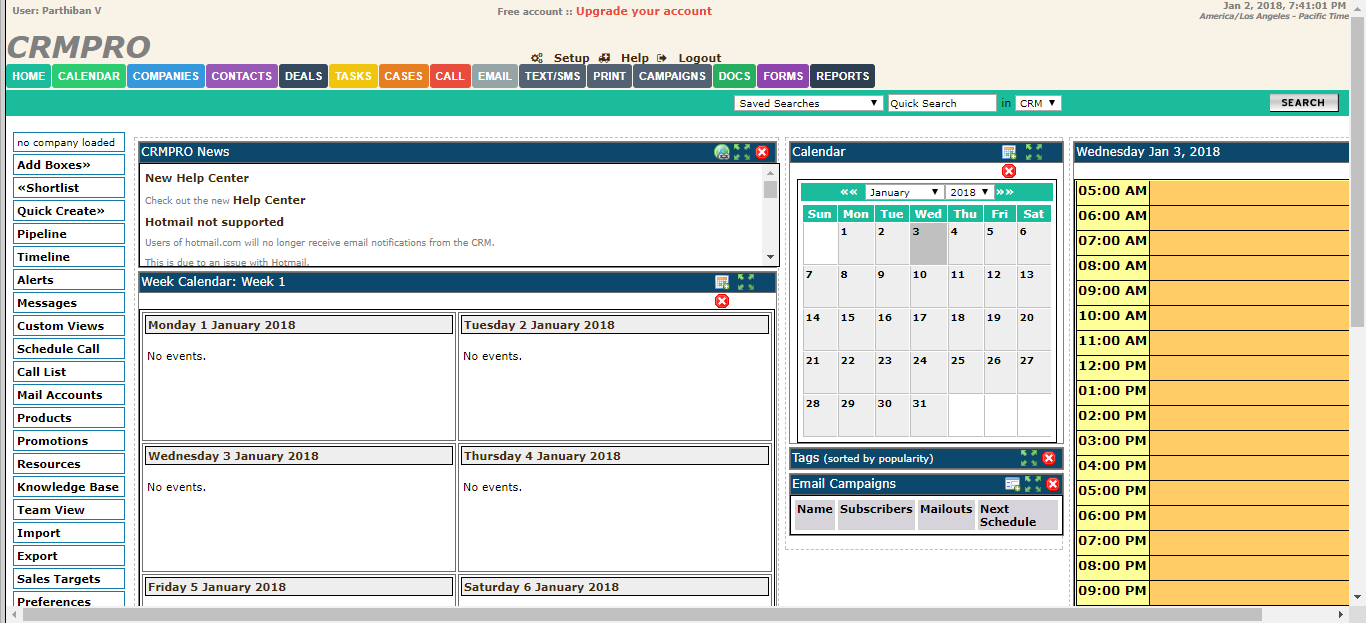 User: Parthiban V
Free account :: Upgrade your account
Jan 2, 2018, 7:41:01 PM
America/Los Angeles - Pacific Time
CRMPRO
Setup Help Logout
HOME CALENDAR COMPANIES CONTACTS DEALS TASKS CASES CALL EMAIL TEXT/SMS PRINT CAMPAIGNS DOCS FORMS REPORTS
Saved Searches Quick Search in CRM SEARCH
no company loaded
Add Boxes»
«Shortlist
Quick Create»
Pipeline
Timeline
Alerts
Messages
Custom Views
Schedule Call
Call List
Mail Accounts
Products
Promotions
Resources
Knowledge Base
Team View
Import
Export
Sales Targets
Preferences
CRMPRO News
New Help Center
Check out the new Help Center
Hotmail not supported
Users of hotmail.com will no longer receive email notifications from the CRM.
This is due to an issue with Hotmail.
Week Calendar: Week 1
Monday 1 January 2018
No events.
Tuesday 2 January 2018
No events.
Wednesday 3 January 2018
No events.
Thursday 4 January 2018
No events.
Friday 5 January 2018
Saturday 6 January 2018
Calendar
«« January 2018 »»
Sun Mon Tue Wed Thu Fri Sat
1 2 3 4 5 6
7 8 9 10 11 12 13
14 15 16 17 18 19 20
21 22 23 24 25 26 27
28 29 30 31
Tags (sorted by popularity)
Email Campaigns
Name Subscribers Mailouts Next Schedule
Wednesday Jan 3, 2018
05:00 AM
06:00 AM
07:00 AM
08:00 AM
09:00 AM
10:00 AM
11:00 AM
12:00 PM
01:00 PM
02:00 PM
03:00 PM
04:00 PM
05:00 PM
06:00 PM
07:00 PM
08:00 PM
09:00 PM